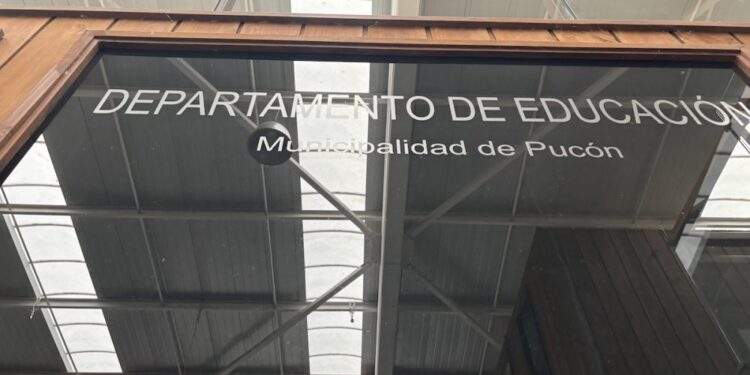 DEPARTAMENTO DE EDUCACIÓN
Municipalidad de Pucón